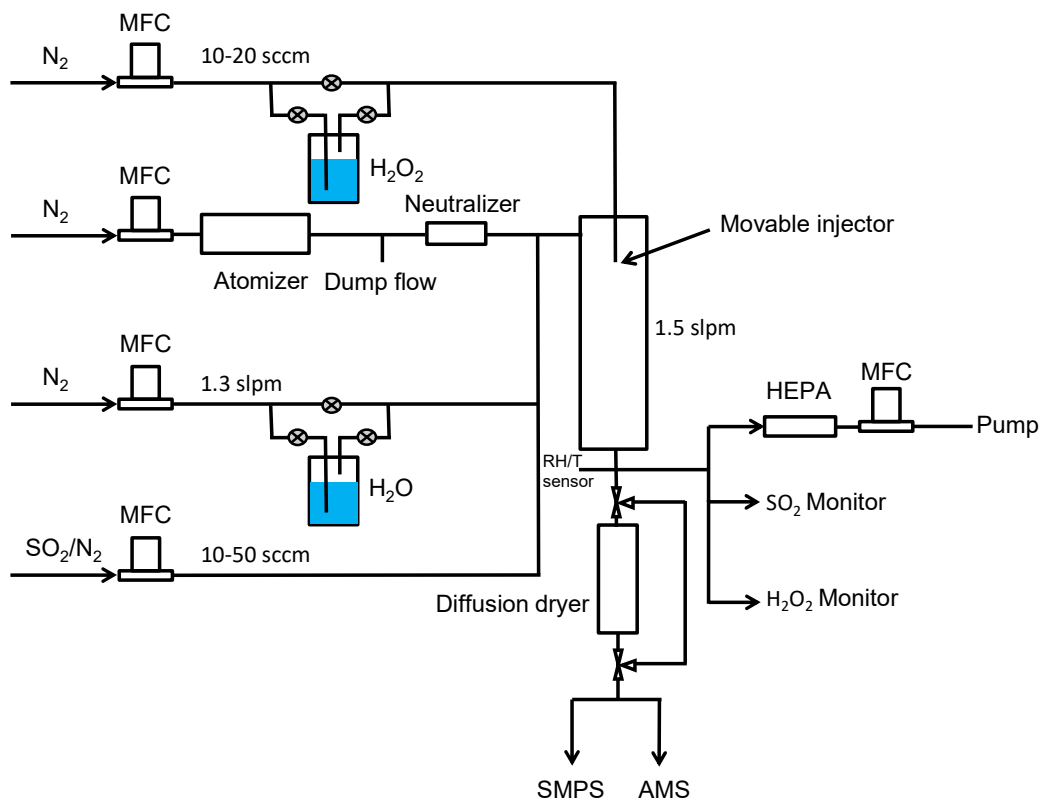 MFC
N₂
10-20 sccm
H₂O₂
MFC
N₂
Neutralizer
Movable injector
Atomizer
Dump flow
1.5 slpm
MFC
N₂
1.3 slpm
HEPA
MFC
Pump
RH/T
sensor
H₂O
SO₂ Monitor
MFC
SO₂/N₂
10-50 sccm
Diffusion dryer
H₂O₂ Monitor
SMPS
AMS